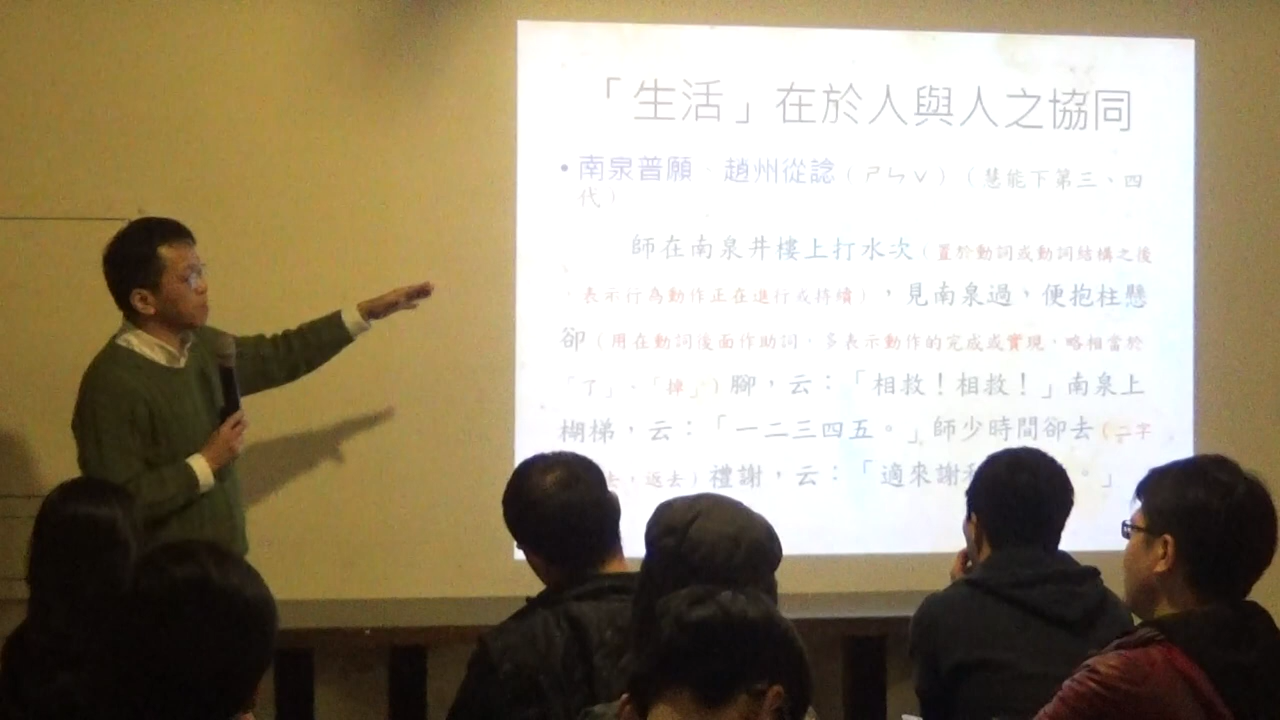 「生活」在於人與人之協同
•南泉普願、趙州從諗（ㄕㄣˇ）（慧能下第三、四
代）
師在南泉井樓上打水次（置於動詞或動詞結構之後
，表示行為動作正在進行或持續），見南泉過，便抱柱懸
卻（用在動詞後面作助詞，多表示動作的完成或實現，略相當於
「了」、「掉」）腳，云：「相救！相救！」南泉上
楜梯，云：「一二三四五。」師少時間卻去（二字
去，返去）禮謝，云：「適來謝 。」